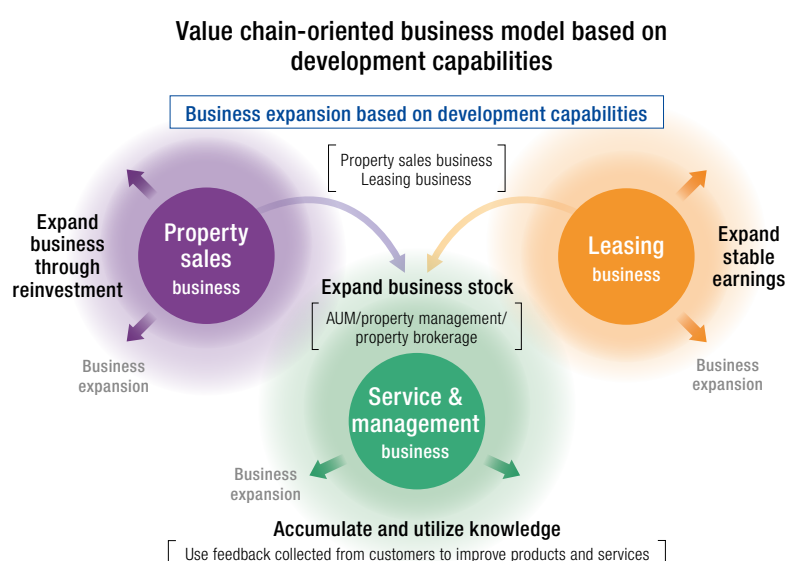 Value chain-oriented business model based on
development capabilities
Business expansion based on development capabilities
Property sales business
Leasing business
Expand
business
through
reinvestment
Property
sales
business
Leasing
business
Expand
stable
earnings
Expand business stock
AUM/property management/
property brokerage
Business
expansion
Business
expansion
Service &
management
business
Business
expansion
Accumulate and utilize knowledge
Use feedback collected from customers to improve products and services